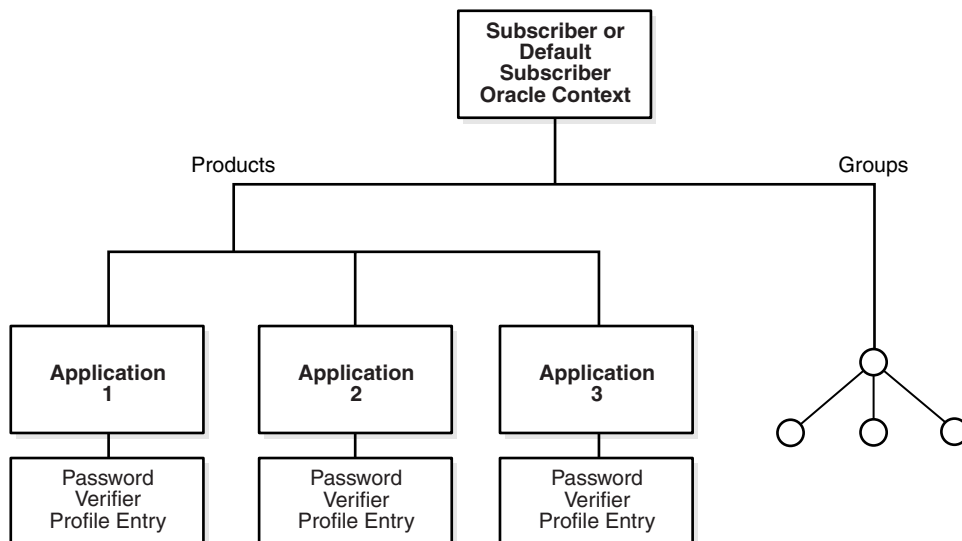 Subscriber or
Default
Subscriber
Oracle Context
Products
Groups
Application
1
Application
2
Application
3
Password
Verifier
Profile Entry
Password
Verifier
Profile Entry
Password
Verifier
Profile Entry